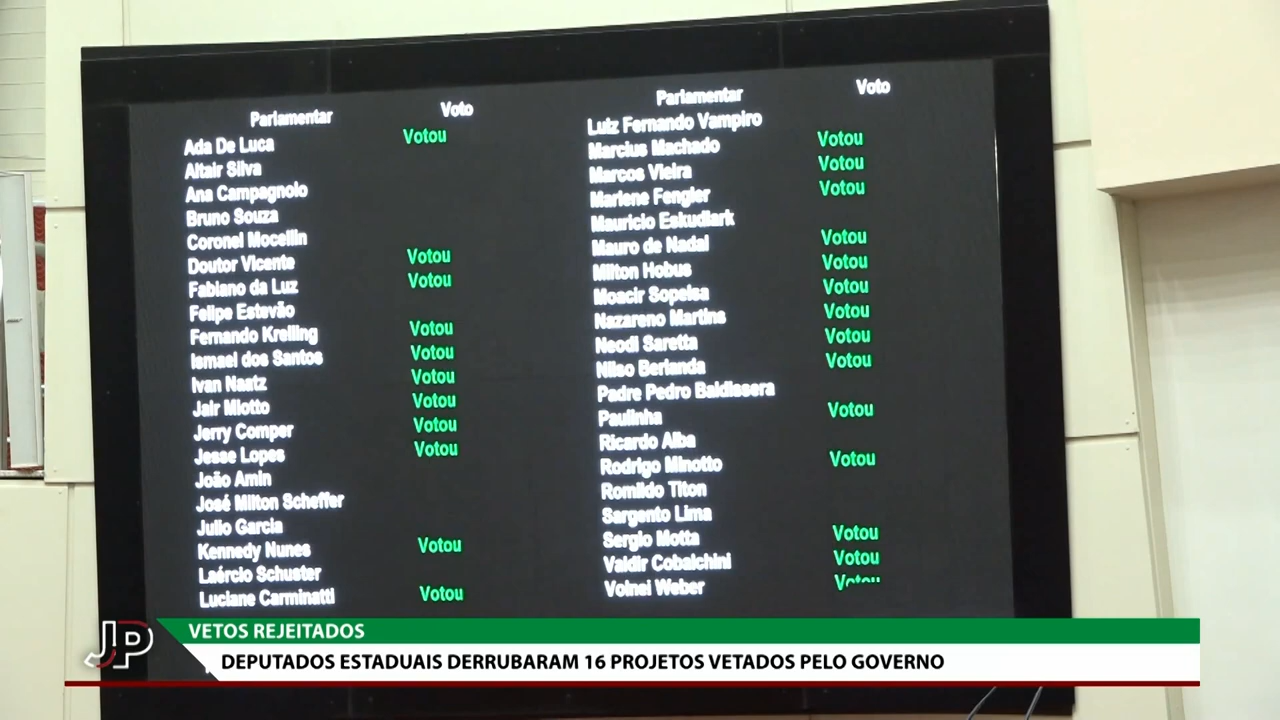 Parlamentar Voto
Ada De Luca Votou
Altair Silva
Ana Campagnolo
Bruno Souza
Coronel Mocellin
Doutor Vicente Votou
Fabiano da Luz Votou
Felipe Estevão
Fernando Krelling Votou
Ismael dos Santos Votou
Ivan Naatz Votou
Jair Miotto Votou
Jerry Comper Votou
Jesse Lopes Votou
João Amin
José Milton Scheffer
Julio Garcia
Kennedy Nunes Votou
Laércio Schuster
Luciane Carminatti Votou
Parlamentar Voto
Luiz Fernando Vampiro
Marcius Machado Votou
Marcos Vieira Votou
Marlene Fengler Votou
Mauricio Eskudlark
Mauro de Nadal Votou
Milton Hobus Votou
Moacir Sopelsa Votou
Nazareno Martins Votou
Neodi Saretta Votou
Nilso Berlanda Votou
Padre Pedro Baldissera
Paulinha Votou
Ricardo Alba
Rodrigo Minotto Votou
Romildo Titon
Sargento Lima
Sergio Motta Votou
Valdir Cobalchini Votou
Volnei Weber Votou
JP
VETOS REJEITADOS
DEPUTADOS ESTADUAIS DERRUBARAM 16 PROJETOS VETADOS PELO GOVERNO